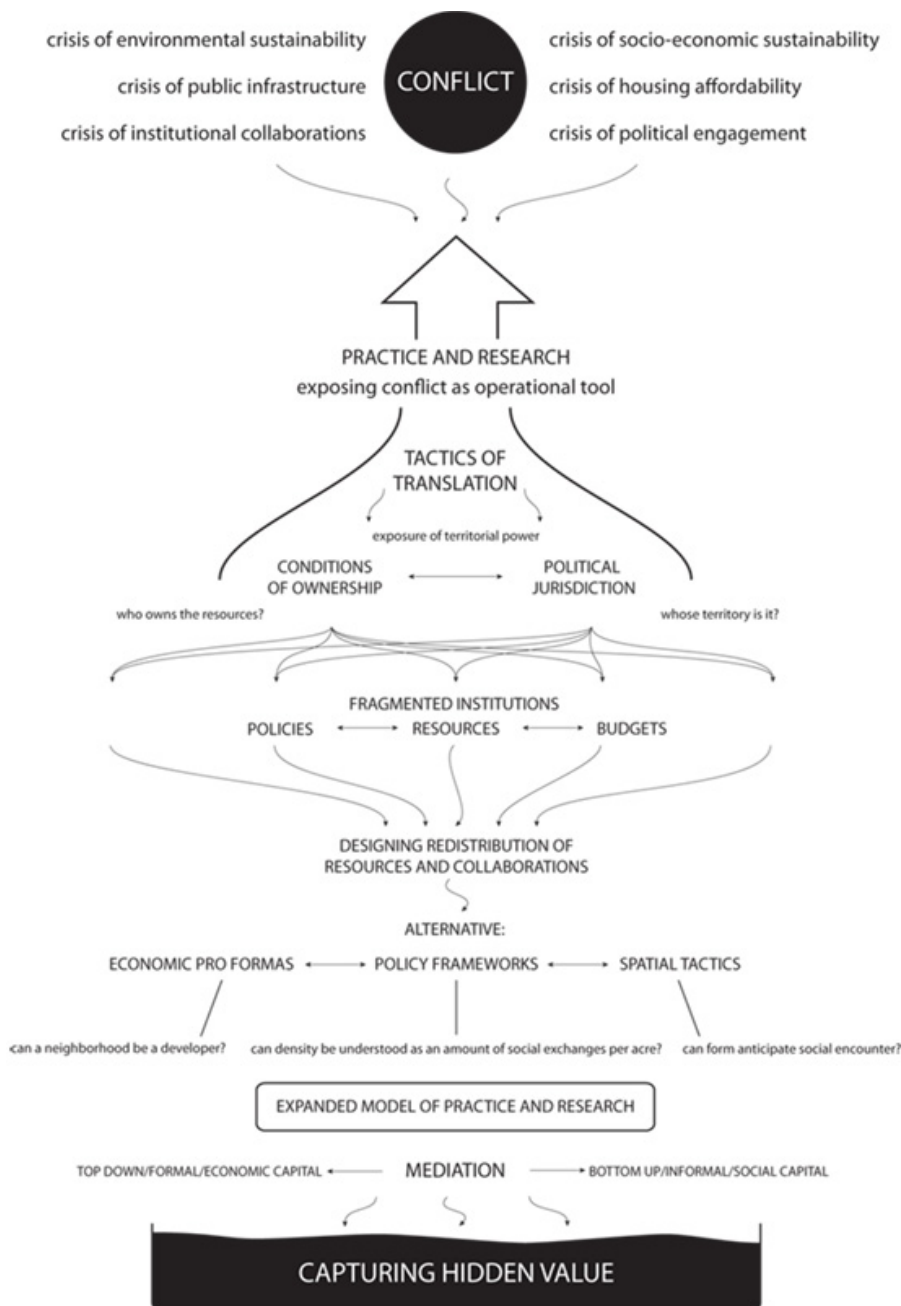 crisis of environmental sustainability
crisis of public infrastructure
crisis of institutional collaborations
CONFLICT
crisis of socio-economic sustainability
crisis of housing affordability
crisis of political engagement
PRACTICE AND RESEARCH
exposing conflict as operational tool
TACTICS OF
TRANSLATION
exposure of territorial power
CONDITIONS
OF OWNERSHIP
POLITICAL
JURISDICTION
who owns the resources?
whose territory is it?
FRAGMENTED INSTITUTIONS
POLICIES
RESOURCES
BUDGETS
DESIGNING REDISTRIBUTION OF
RESOURCES AND COLLABORATIONS
ALTERNATIVE:
ECONOMIC PRO FORMAS
POLICY FRAMEWORKS
SPATIAL TACTICS
can a neighborhood be a developer?
can density be understood as an amount of social exchanges per acre?
can form anticipate social encounter?
EXPANDED MODEL OF PRACTICE AND RESEARCH
TOP DOWN/FORMAL/ECONOMIC CAPITAL
MEDIATION
BOTTOM UP/INFORMAL/SOCIAL CAPITAL
CAPTURING HIDDEN VALUE